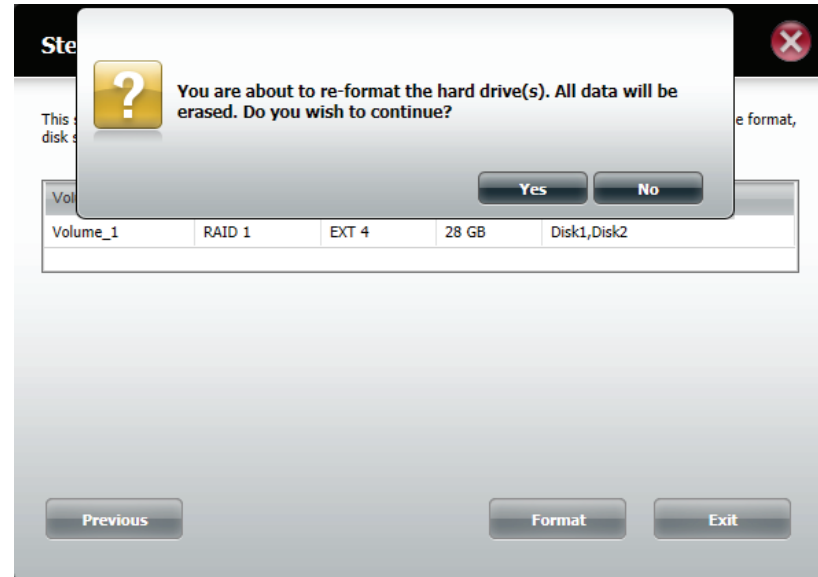 Ste
You are about to re-format the hard drive(s). All data will be
erased. Do you wish to continue?
This
e format,
disk s
Yes No
Vol
Volume_1 RAID 1 EXT 4 28 GB Disk1,Disk2
Previous Format Exit